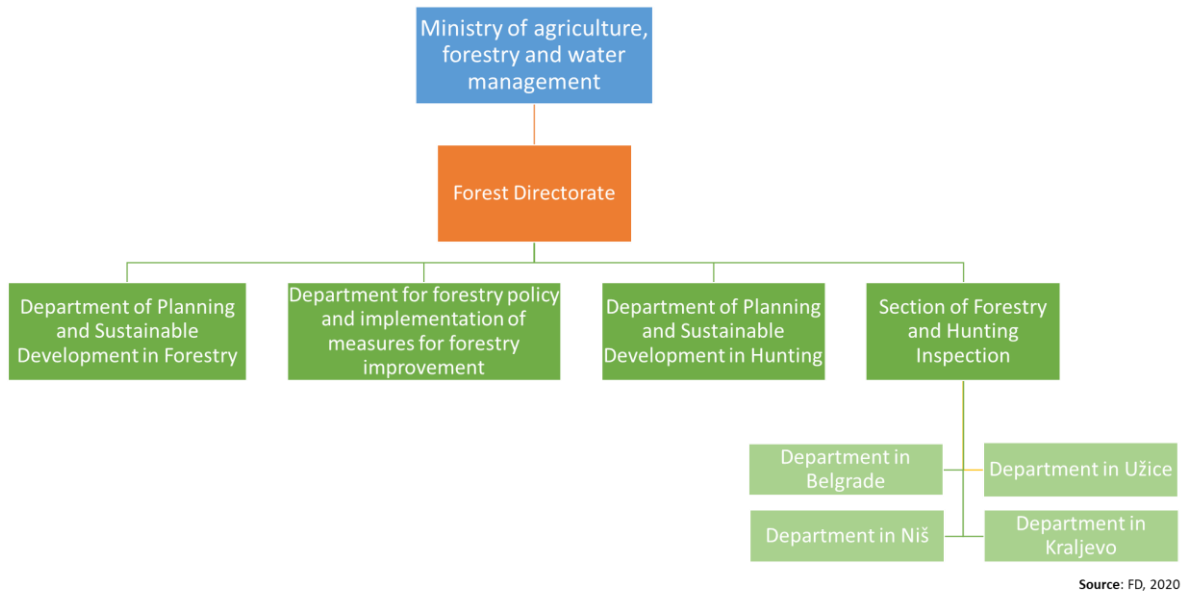 Ministry of agriculture,
forestry and water
management
Forest Directorate
Department of Planning
and Sustainable
Development in Forestry
Department for forestry policy
and implementation of
measures for forestry
improvement
Department of Planning
and Sustainable
Development in Hunting
Section of Forestry
and Hunting
Inspection
Department in
Belgrade
Department in Užice
Department in Niš
Department in
Kraljevo
Source: FD, 2020